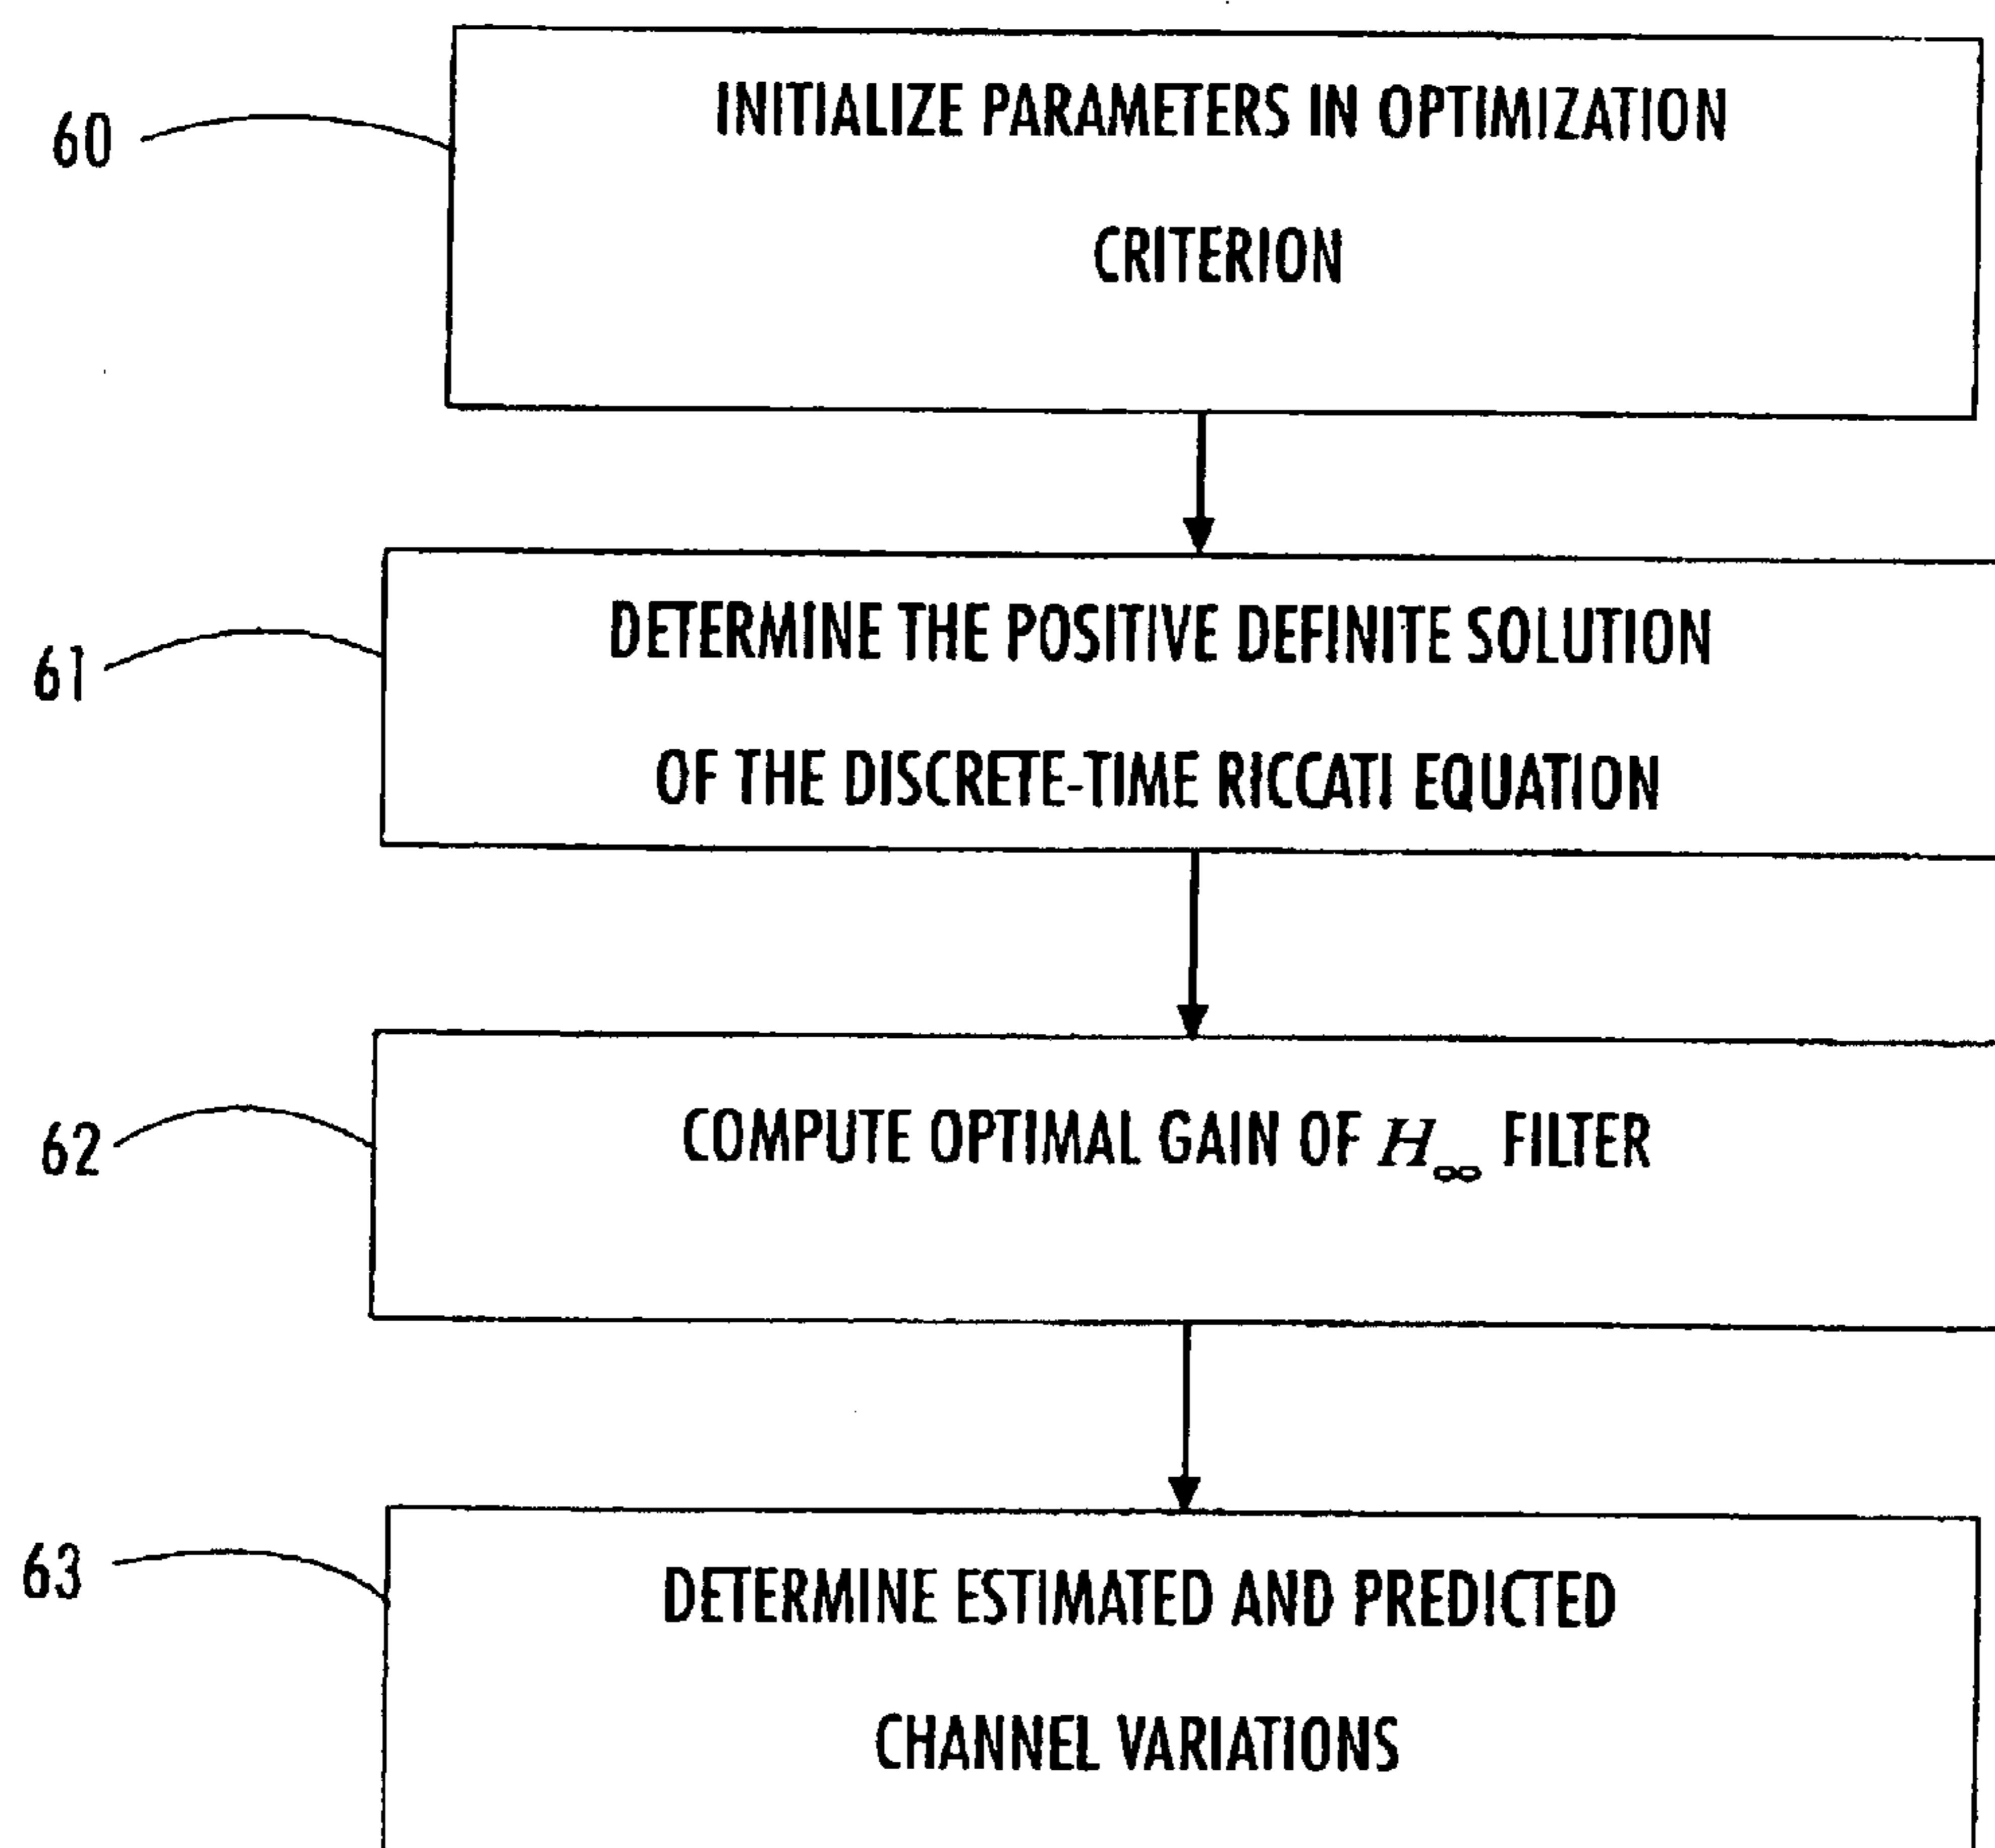 60
INITIALIZE PARAMETERS IN OPTIMIZATION
CRITERION
61
DETERMINE THE POSITIVE DEFINITE SOLUTION
OF THE DISCRETE-TIME RICCATI EQUATION
62
COMPUTE OPTIMAL GAIN OF H∞ FILTER
63
DETERMINE ESTIMATED AND PREDICTED
CHANNEL VARIATIONS